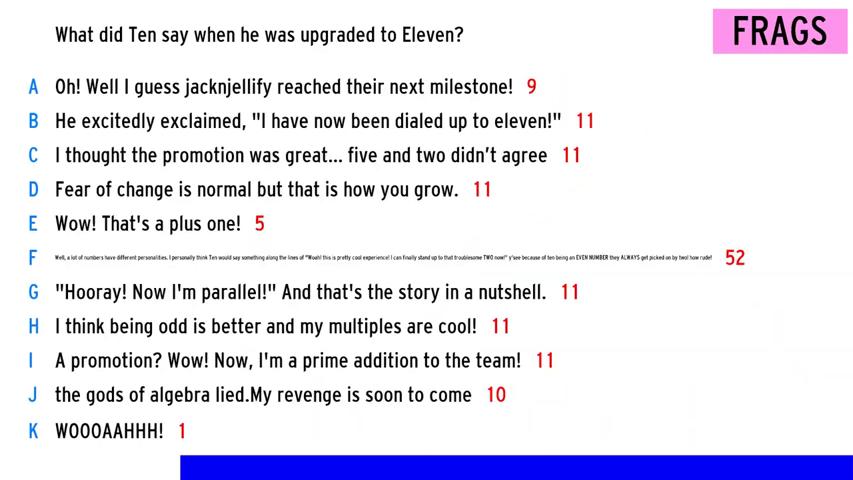 What did Ten say when he was upgraded to Eleven?
FRAGS
A Oh! Well I guess jacknjellify reached their next milestone! 9
B He excitedly exclaimed, "I have now been dialed up to eleven!" 11
C I thought the promotion was great... five and two didn't agree 11
D Fear of change is normal but that is how you grow. 11
E Wow! That's a plus one! 5
F Well, a lot of numbers have different personalities. I personally think Ten would say something along the lines of "Woah! this is pretty cool experience! I can finally stand up to that troublesome TWO now!" y'see because of ten being an EVEN NUMBER they ALWAYS get picked on by two! how rude! 52
G "Hooray! Now I'm parallel!" And that's the story in a nutshell. 11
H I think being odd is better and my multiples are cool! 11
I A promotion? Wow! Now, I'm a prime addition to the team! 11
J the gods of algebra lied.My revenge is soon to come 10
K WOOOAAHHH! 1